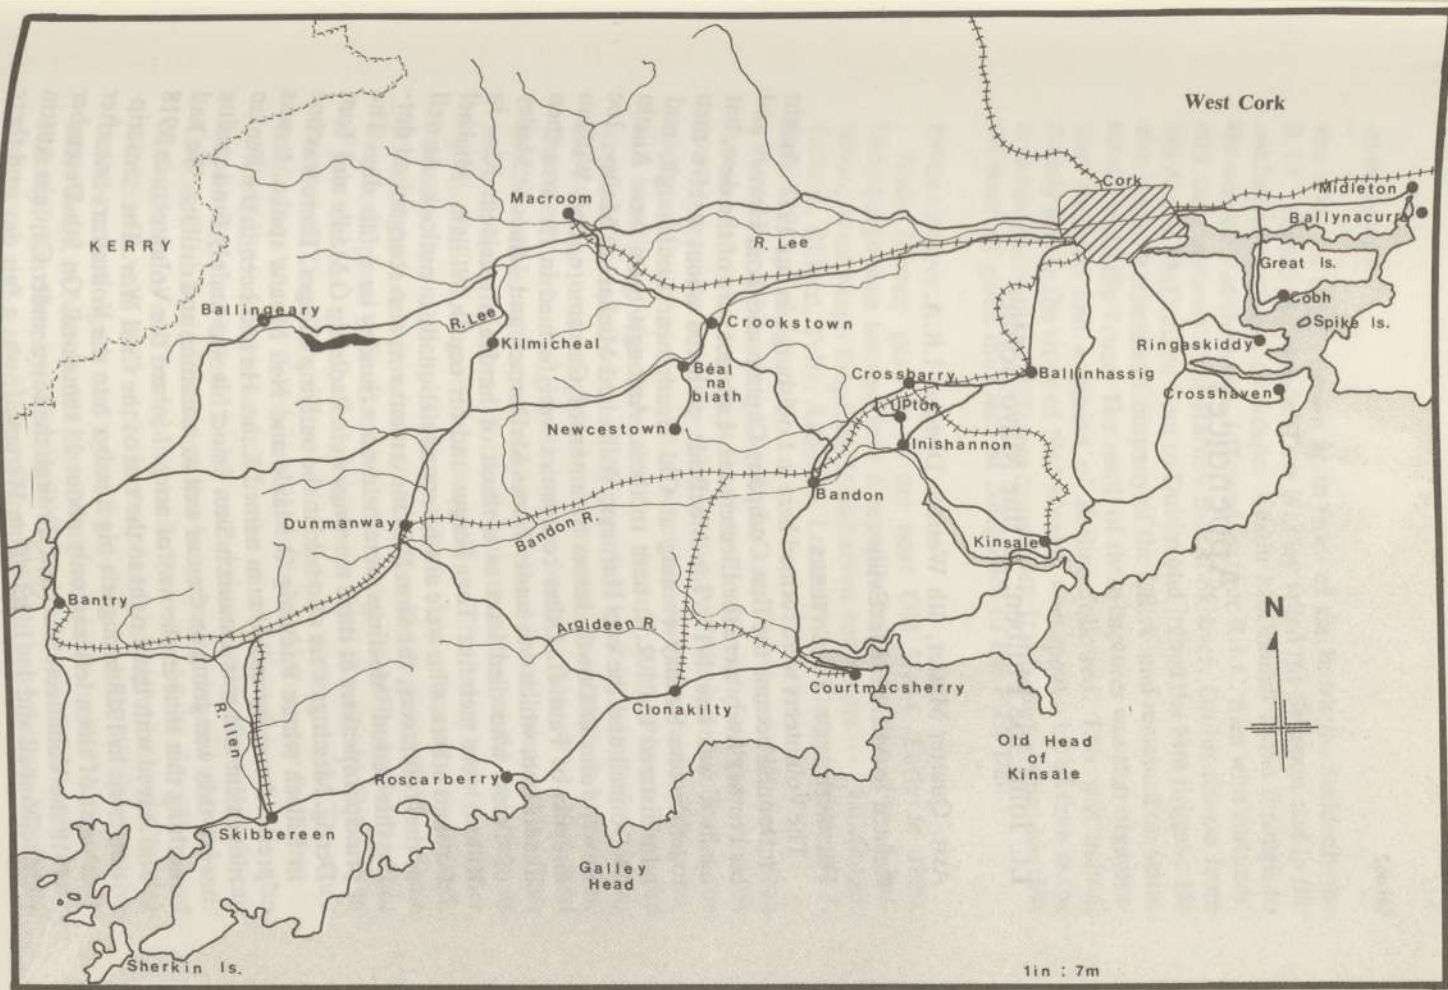 West Cork
Cork
Midleton
Ballynacurra
Macroom
R. Lee
KERRY
Great Is.
Cobh
Spike Is.
Ballingeary
R. Lee
Crookstown
Kilmicheal
Ringaskiddy
Béal
na
blath
Crossbarry
Ballinhassig
Crosshaven
UPton
Newcestown
Inishannon
Bandon
Dunmanway
Bandon R.
Kinsale
Bantry
Argideen R.
N
Courtmacsherry
Clonakilty
R. Ilen
Old Head
of
Kinsale
Roscarberry
Skibbereen
Galley
Head
Sherkin Is.
1in : 7m